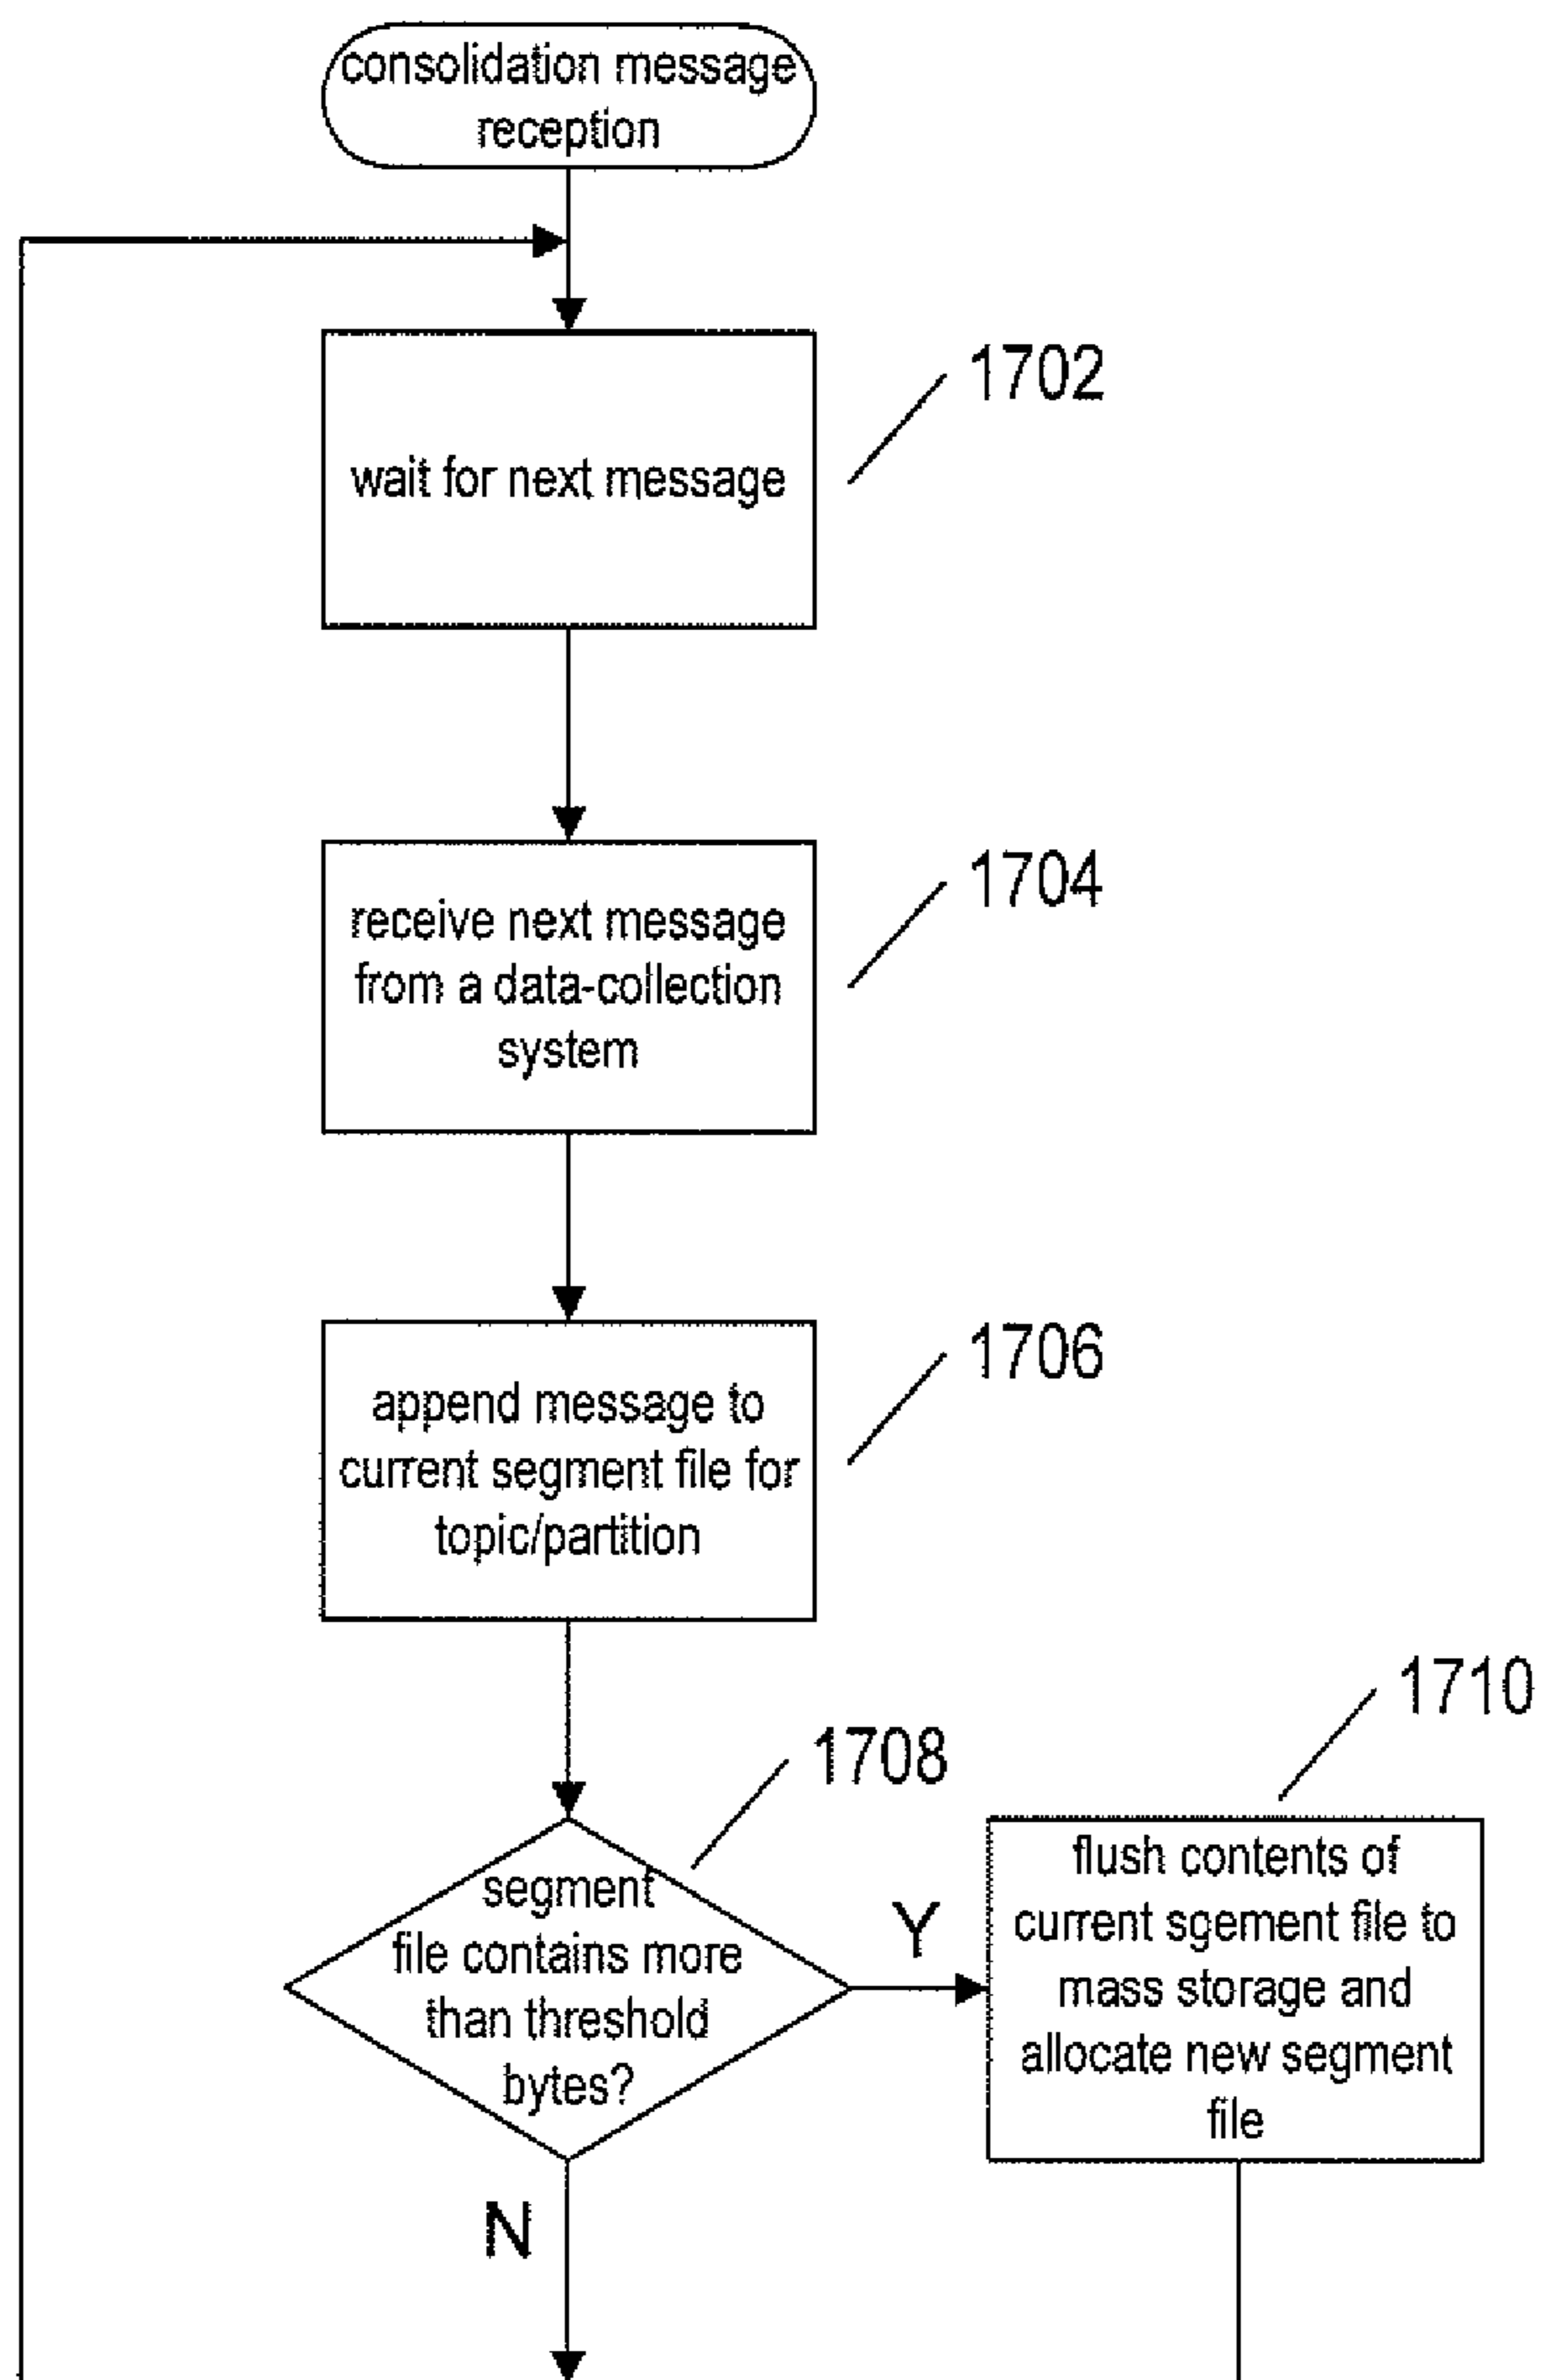 consolidation message
reception
1702
wait for next message
1704
receive next message
from a data-collection
system
1706
append message to
current segment file for
topic/partition
1708
segment
file contains more
than threshold
bytes?
Y
N
1710
flush contents of
current sgement file to
mass storage and
allocate new segment
file